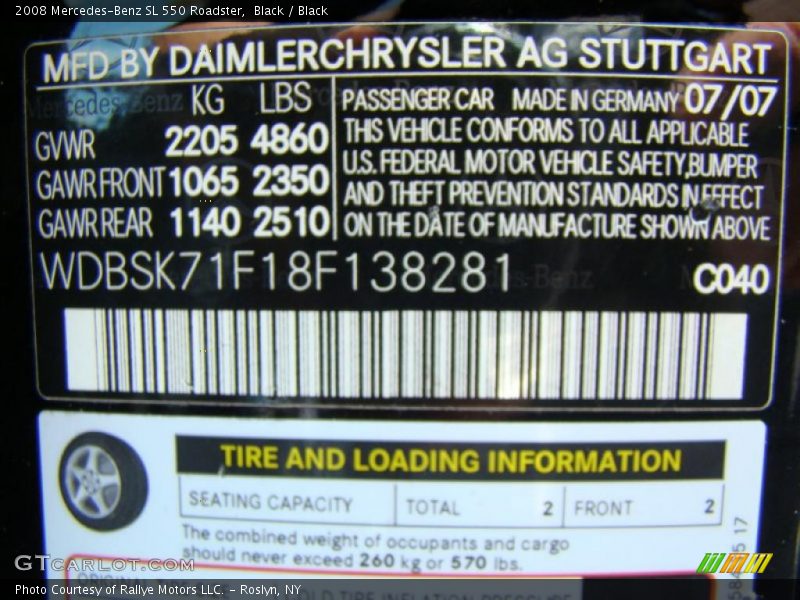 2008 Mercedes-Benz SL 550 Roadster, Black / Black
MFD BY DAIMLERCHRYSLER AG STUTTGART
KG LBS
GVWR 2205 4860
GAWR FRONT 1065 2350
GAWR REAR 1140 2510
PASSENGER CAR MADE IN GERMANY 07/07
THIS VEHICLE CONFORMS TO ALL APPLICABLE
U.S. FEDERAL MOTOR VEHICLE SAFETY, BUMPER
AND THEFT PREVENTION STANDARDS IN EFFECT
ON THE DATE OF MANUFACTURE SHOWN ABOVE
WDBSK71F18F138281 C040
TIRE AND LOADING INFORMATION
SEATING CAPACITY TOTAL 2 FRONT 2
The combined weight of occupants and cargo
should never exceed 260 kg or 570 lbs.
GTCARLOT.COM
Photo Courtesy of Rallye Motors LLC. - Roslyn, NY